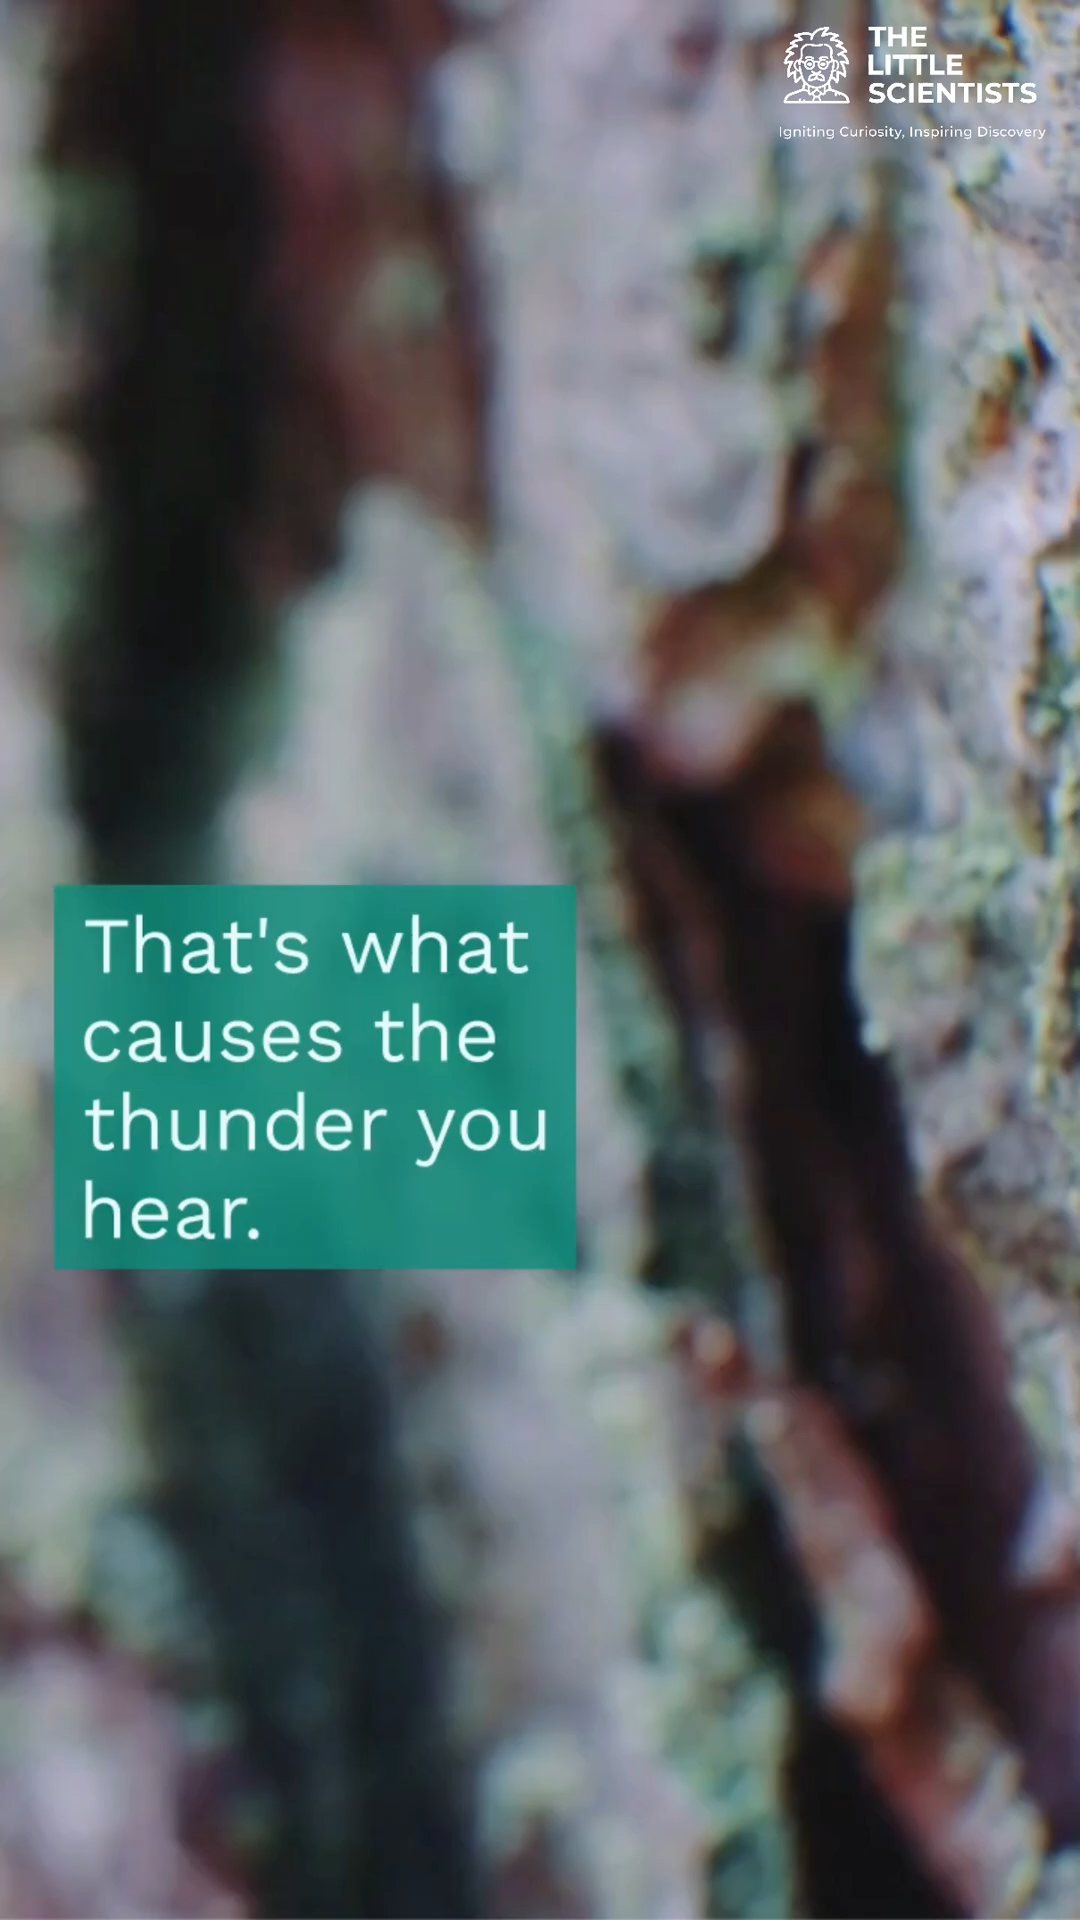 THE
LITTLE
SCIENTISTS
Igniting Curiosity, Inspiring Discovery
That's what
causes the
thunder you
hear.